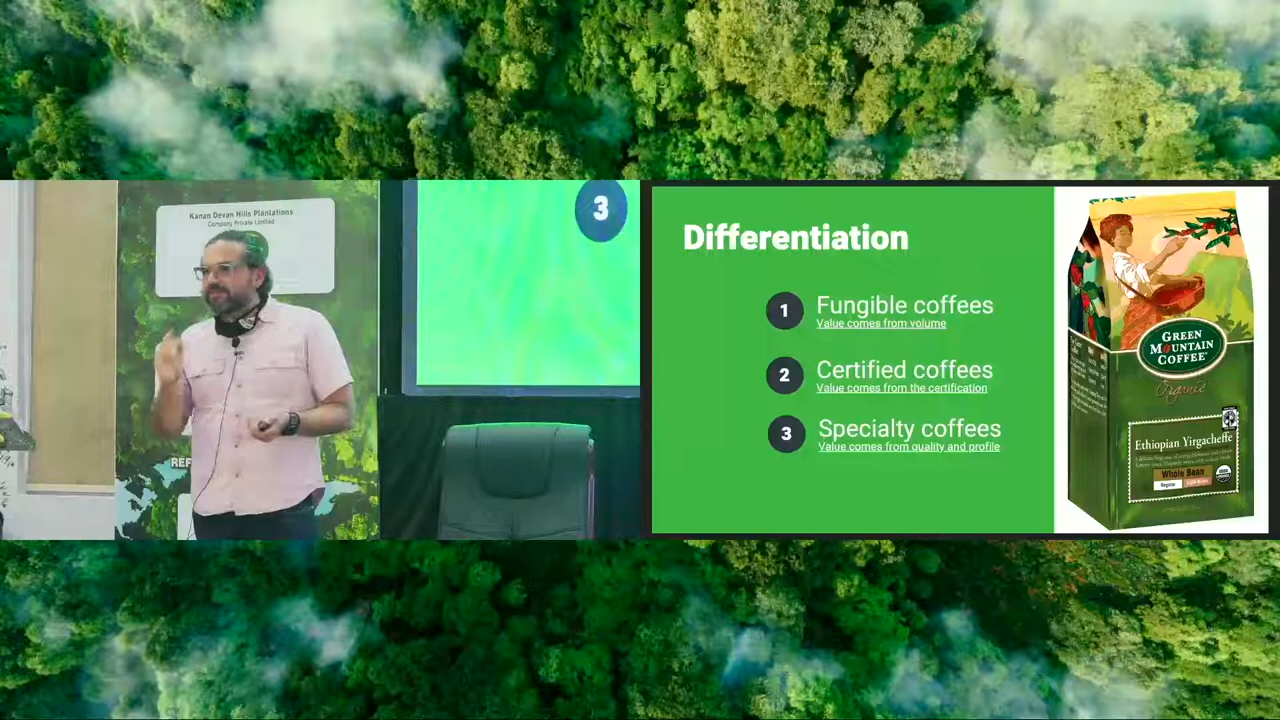 Kanan Devan Hills Plantations
Company Private Limited
REF
3
Differentiation
1 Fungible coffees
Value comes from volume
2 Certified coffees
Value comes from the certification
3 Specialty coffees
Value comes from quality and profile
GREEN
MOUNTAIN
COFFEE
Organic
Ethiopian Yirgacheffe
Whole Bean
Regular